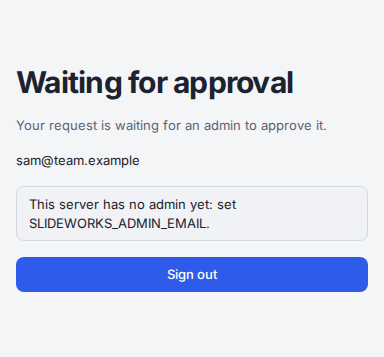 Waiting for approval
Your request is waiting for an admin to approve it.
sam@team.example
This server has no admin yet: set
SLIDEWORKS_ADMIN_EMAIL.
Sign out